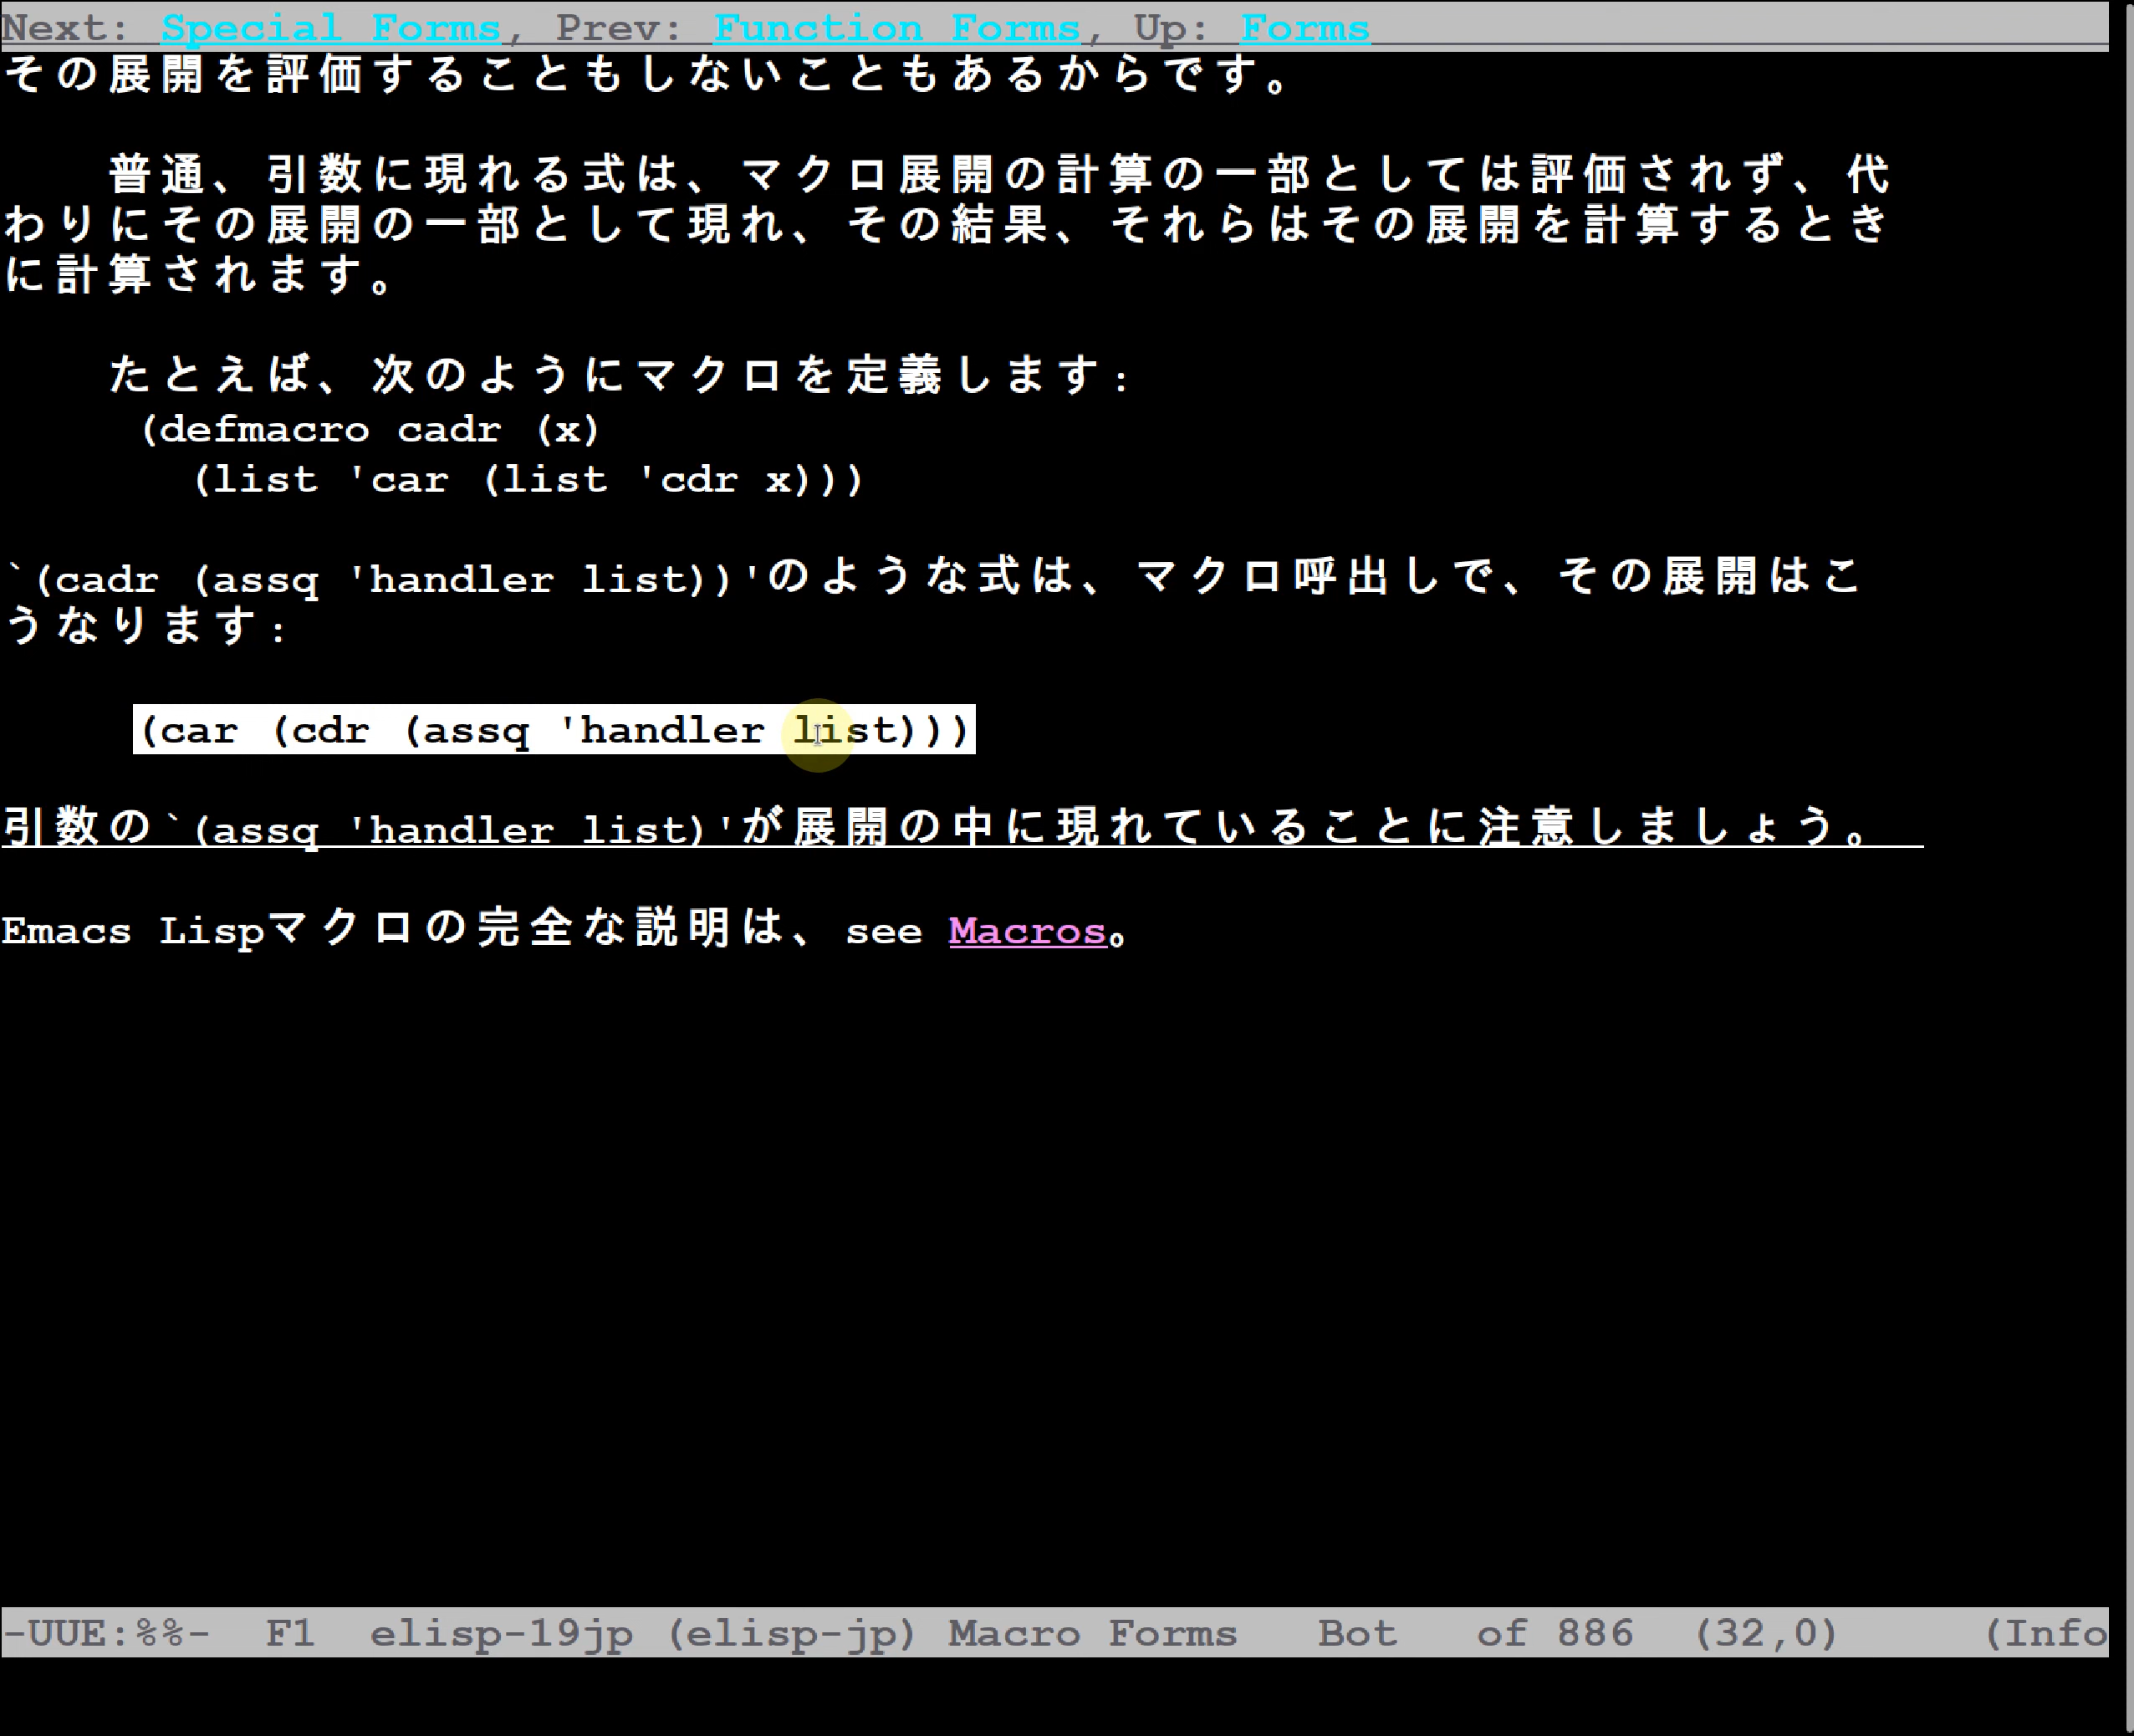 Next: Special Forms, Prev: Function Forms, Up: Forms
その展開を評価することもしないこともあるからです。
普通、引数に現れる式は、マクロ展開の計算の一部としては評価されず、代
わりにその展開の一部として現れ、その結果、それらはその展開を計算するとき
に計算されます。
たとえば、次のようにマクロを定義します:
(defmacro cadr (x)
(list 'car (list 'cdr x)))
`(cadr (assq 'handler list))'のような式は、マクロ呼出しで、その展開はこ
うなります:
(car (cdr (assq 'handler list)))
引数の`(assq 'handler list)'が展開の中に現れていることに注意しましょう。
Emacs Lispマクロの完全な説明は、see Macros。
-UUE:%%-  F1  elisp-19jp (elisp-jp) Macro Forms   Bot   of 886  (32,0)     (Info